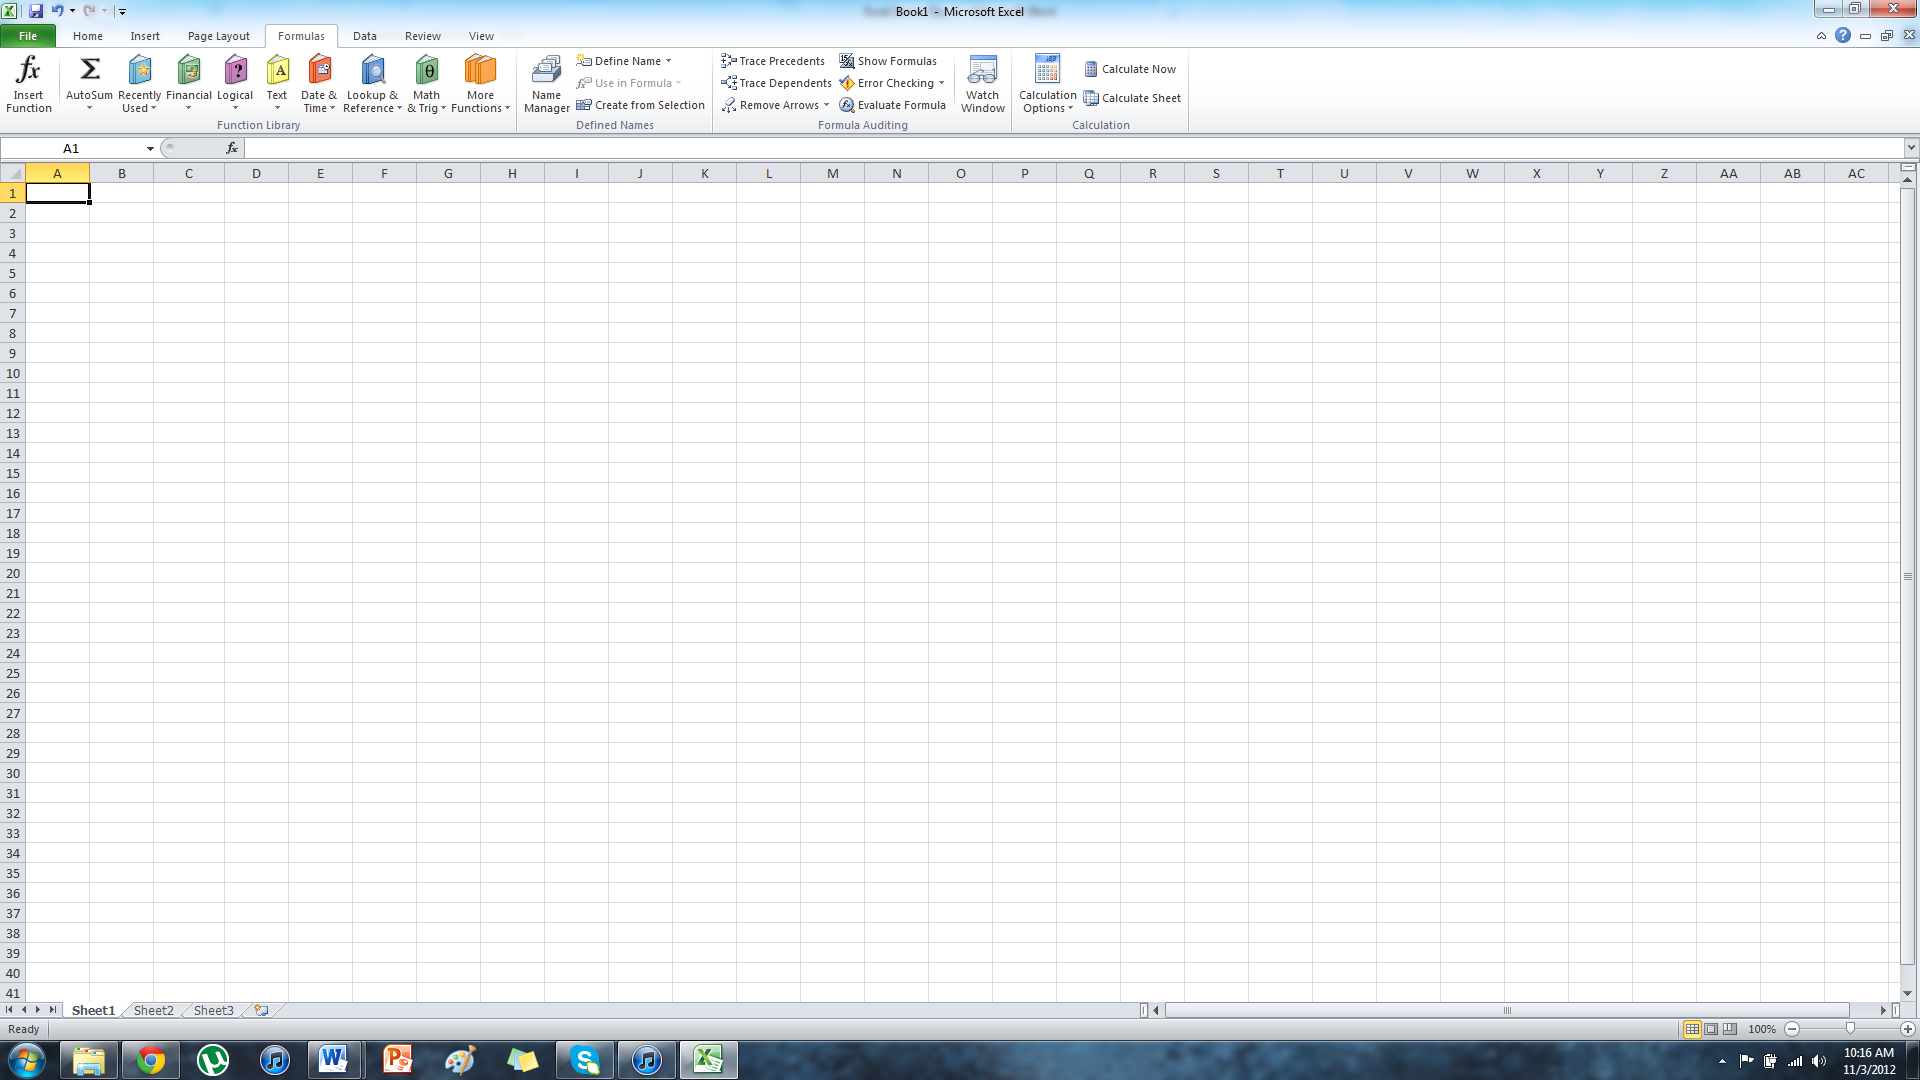 Book1 - Microsoft Excel
File Home Insert Page Layout Formulas Data Review View
Insert Function
AutoSum
Recently Used
Financial
Logical
Text
Date & Time
Lookup & Reference
Math & Trig
More Functions
Function Library
Name Manager
Define Name
Use in Formula
Create from Selection
Defined Names
Trace Precedents
Trace Dependents
Remove Arrows
Show Formulas
Error Checking
Evaluate Formula
Formula Auditing
Watch Window
Calculation Options
Calculate Now
Calculate Sheet
Calculation
A1 fx
A B C D E F G H I J K L M N O P Q R S T U V W X Y Z AA AB AC
1
2
3
4
5
6
7
8
9
10
11
12
13
14
15
16
17
18
19
20
21
22
23
24
25
26
27
28
29
30
31
32
33
34
35
36
37
38
39
40
41
Sheet1 Sheet2 Sheet3
Ready 100%
10:16 AM
11/3/2012